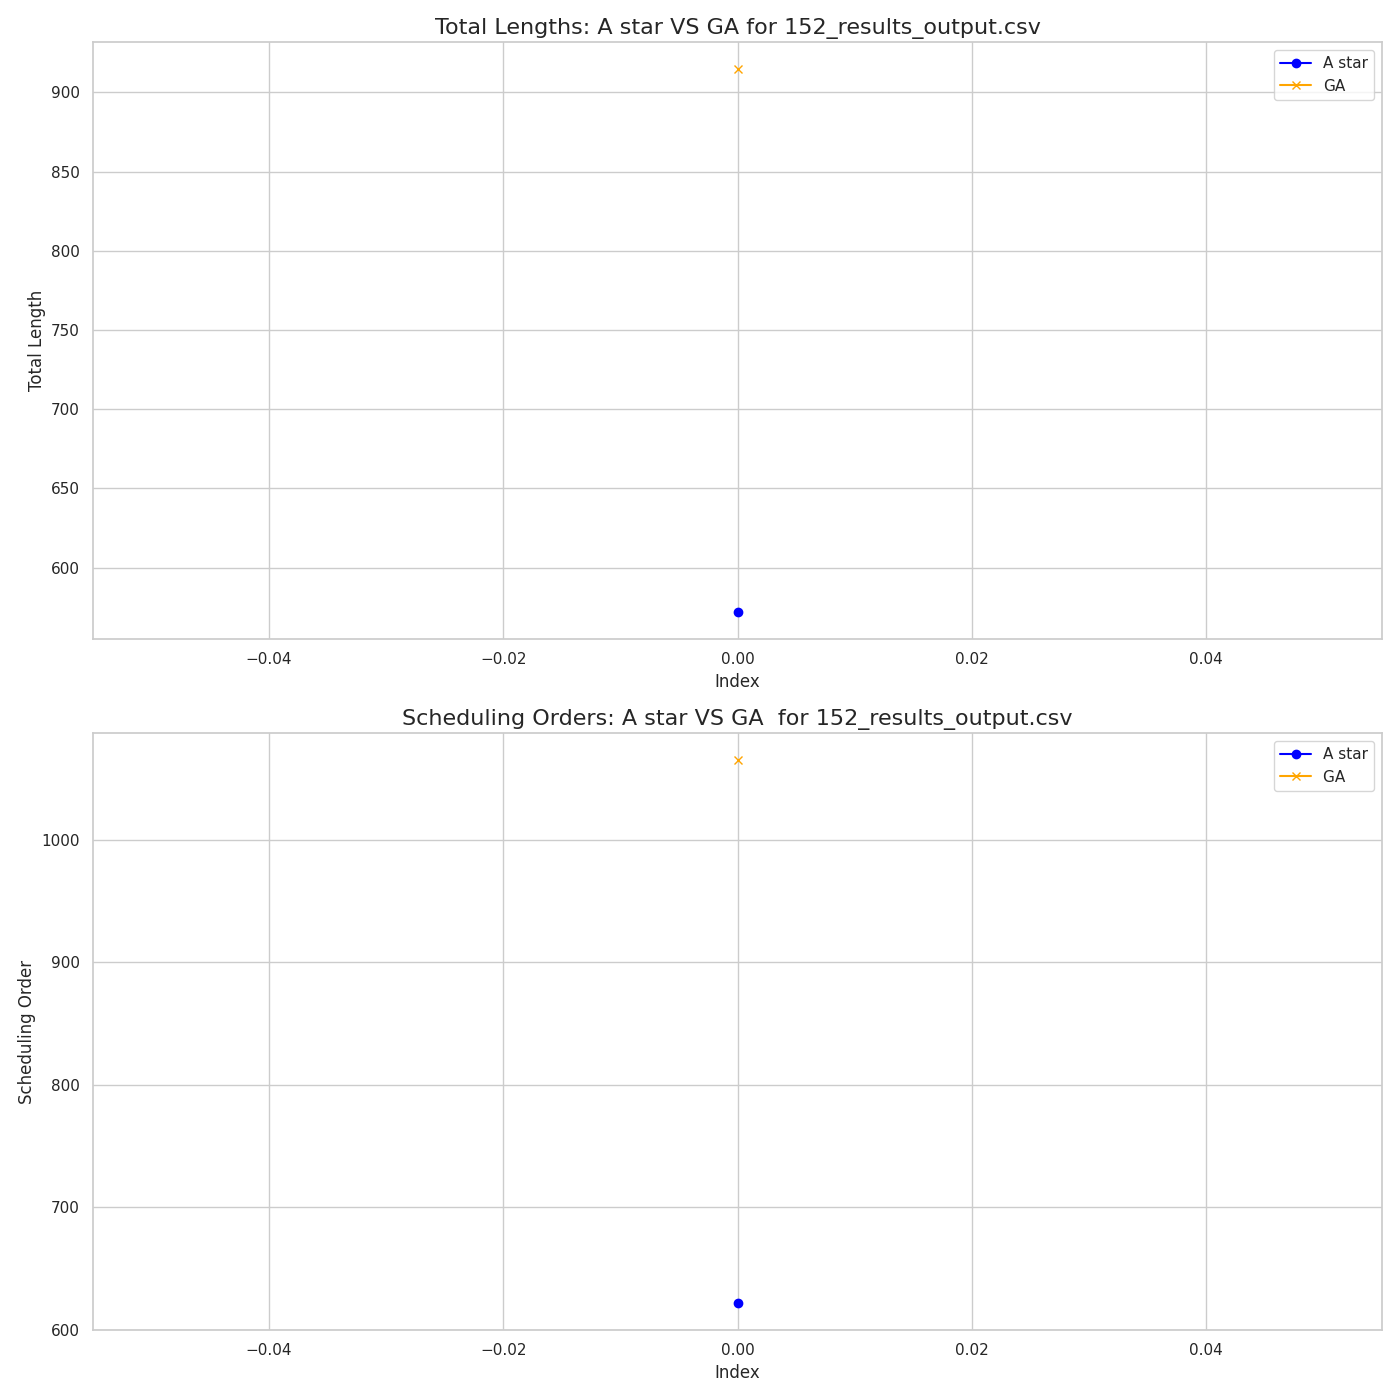 Total Lengths: A star VS GA for 152_results_output.csv
A star
GA
900
850
800
750
700
650
600
Total Length
−0.04
−0.02
0.00
0.02
0.04
Index
Scheduling Orders: A star VS GA  for 152_results_output.csv
A star
GA
1000
900
800
700
600
Scheduling Order
−0.04
−0.02
0.00
0.02
0.04
Index